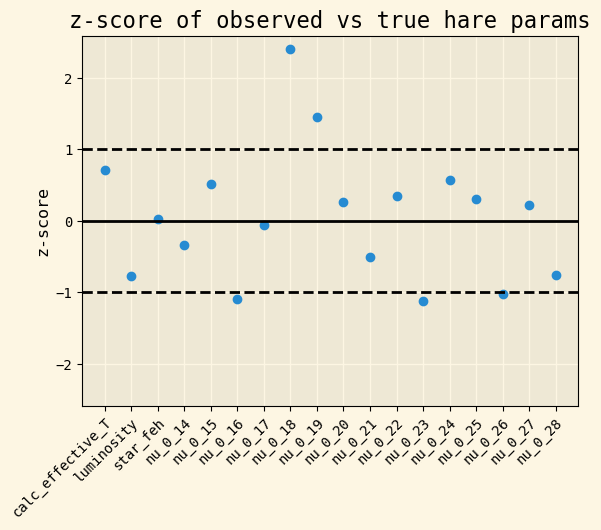 z-score of observed vs true hare params
z-score
2
1
0
−1
−2
calc_effective_T
luminosity
star_feh
nu_0_14
nu_0_15
nu_0_16
nu_0_17
nu_0_18
nu_0_19
nu_0_20
nu_0_21
nu_0_22
nu_0_23
nu_0_24
nu_0_25
nu_0_26
nu_0_27
nu_0_28